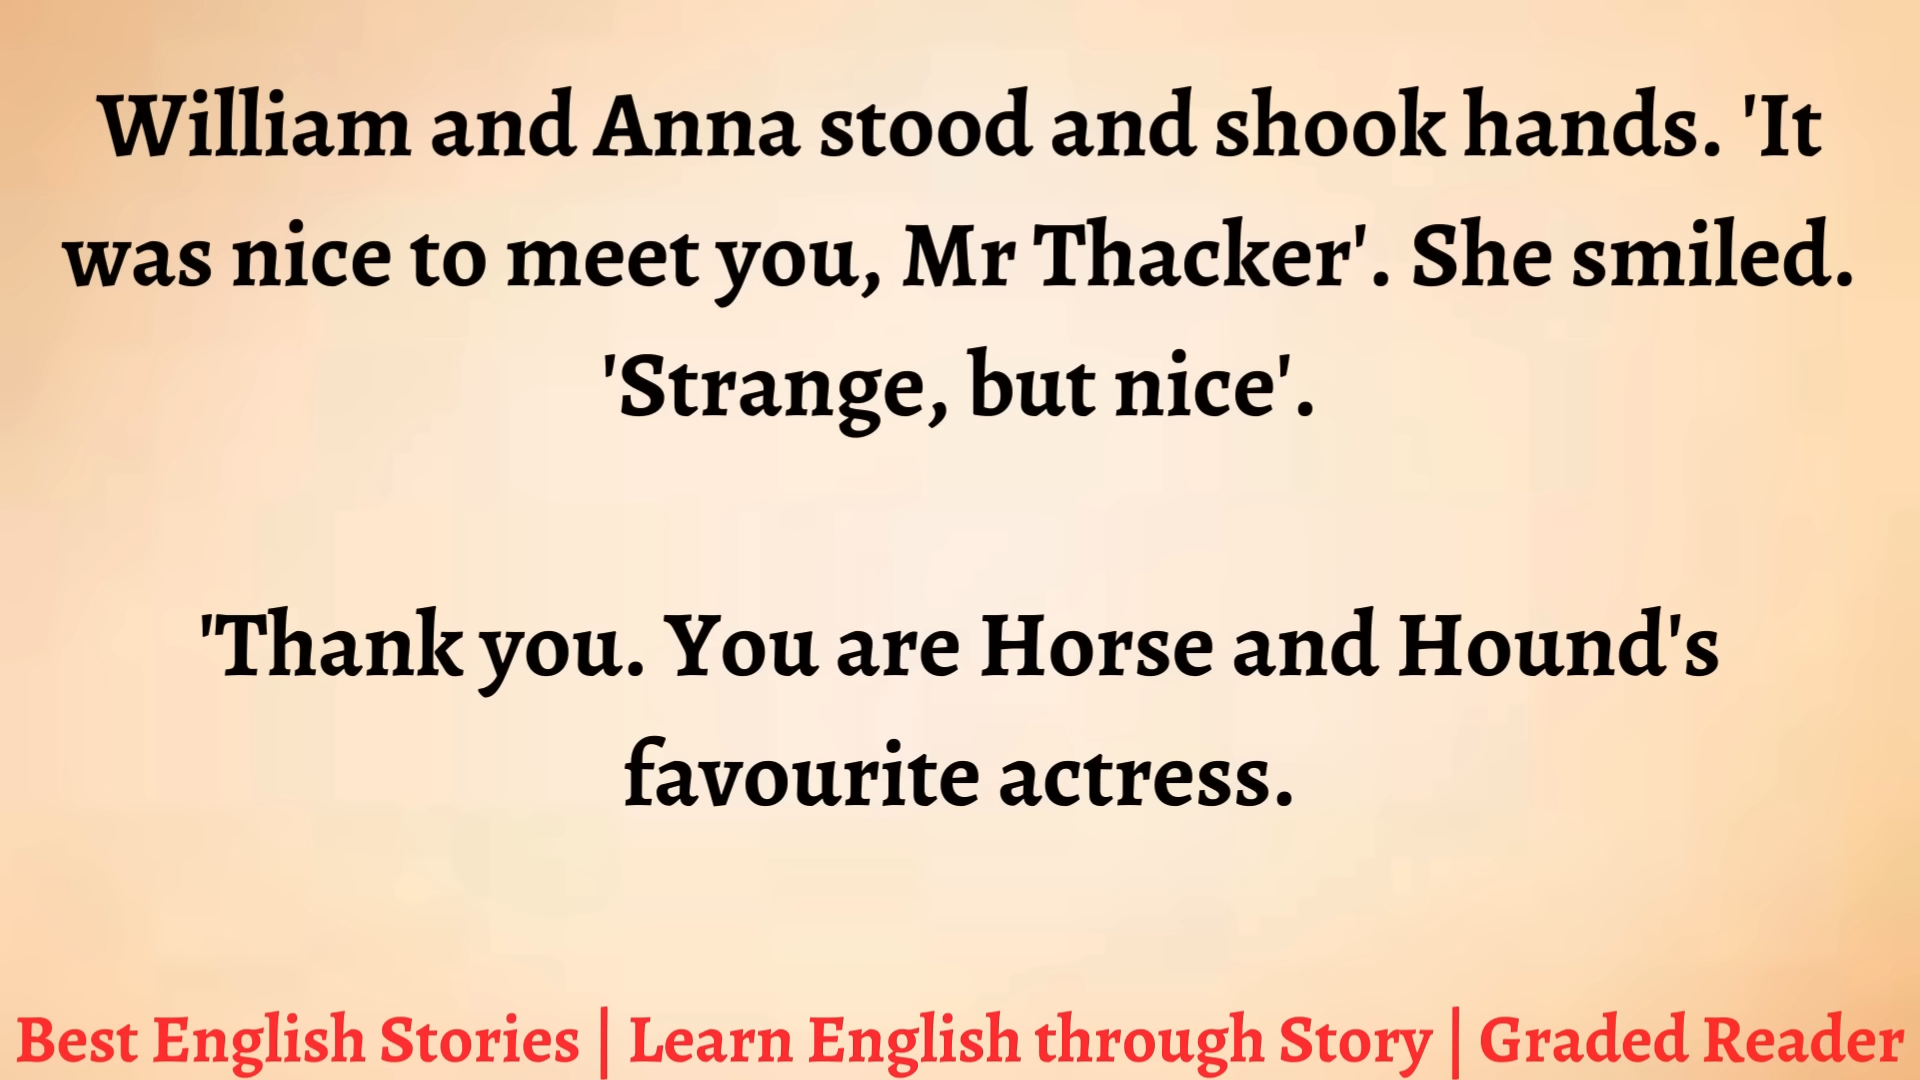 William and Anna stood and shook hands. 'It
was nice to meet you, Mr Thacker'. She smiled.
'Strange, but nice'.
'Thank you. You are Horse and Hound's
favourite actress.
Best English Stories | Learn English through Story | Graded Reader